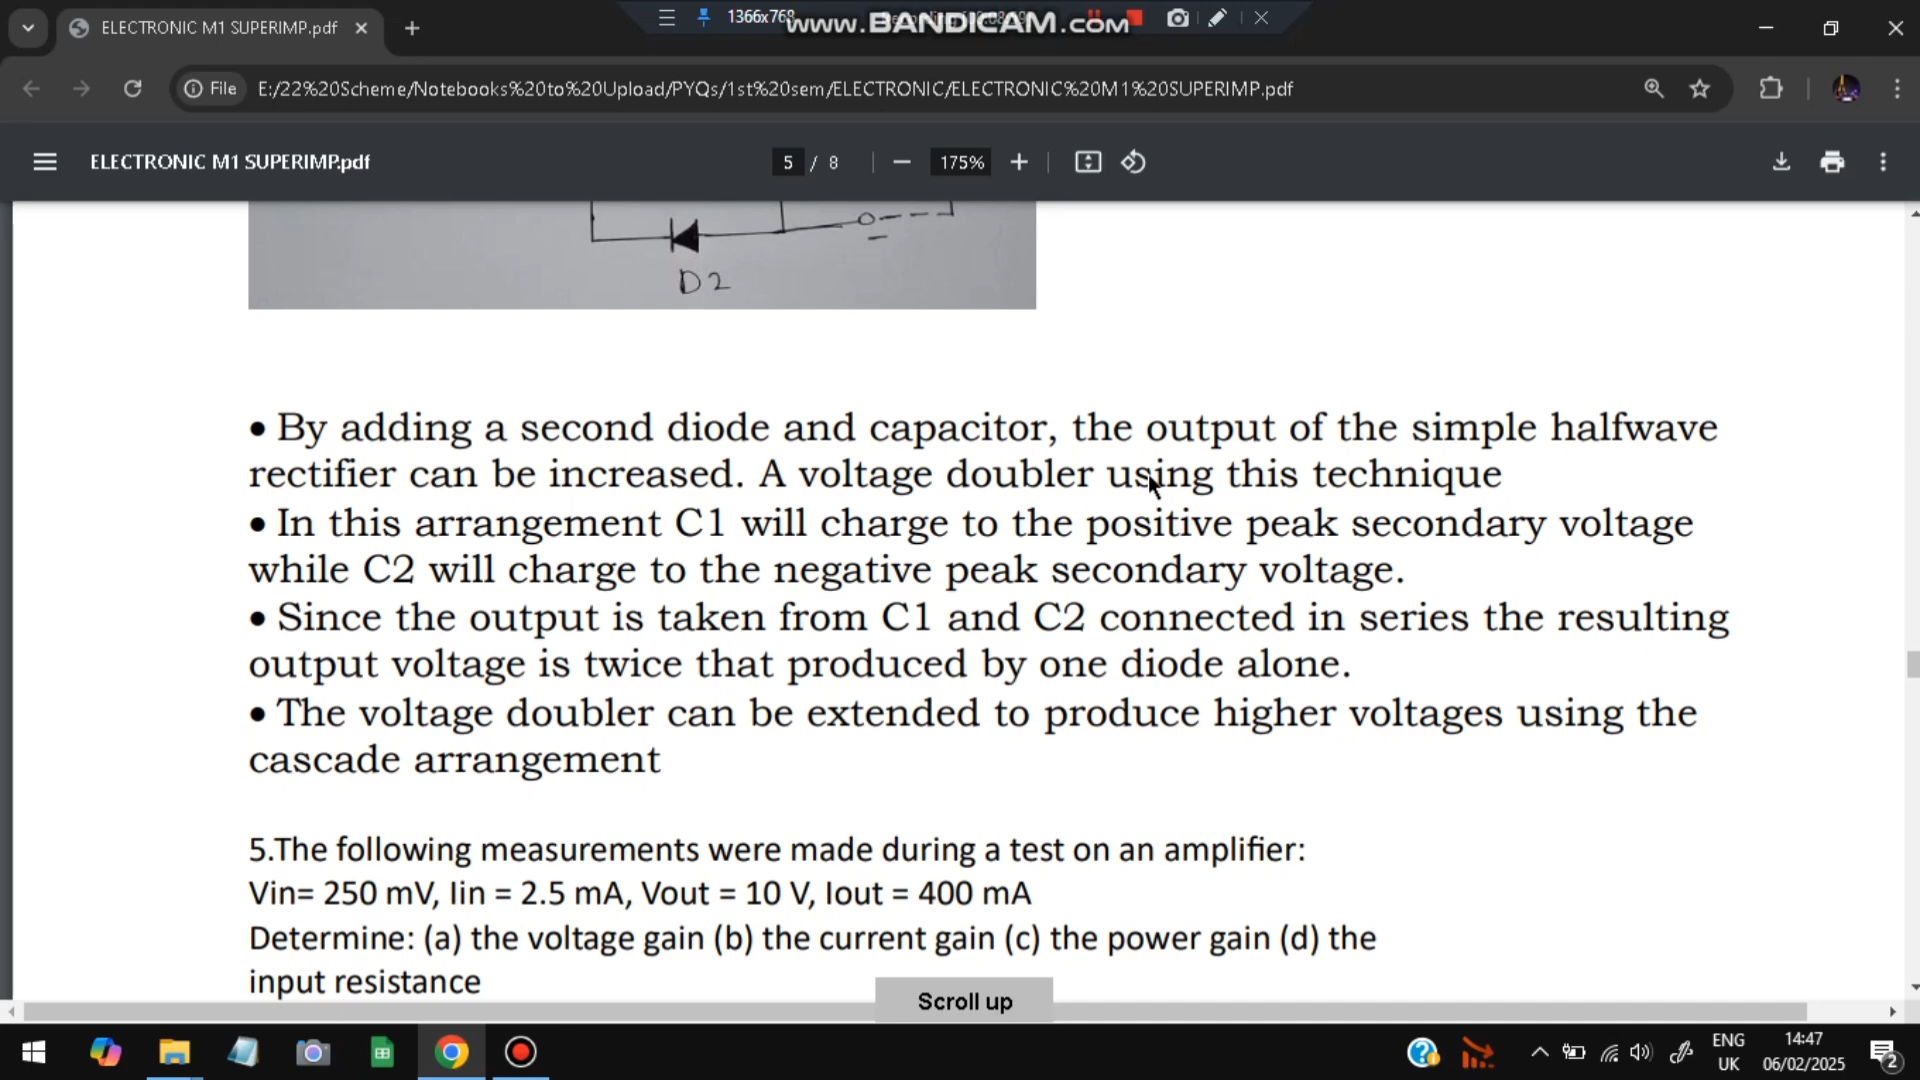 ELECTRONIC M1 SUPERIMP.pdf
1366x768
www.BANDICAM.com
File
E:/22%20Scheme/Notebooks%20to%20Upload/PYQs/1st%20sem/ELECTRONIC/ELECTRONIC%20M1%20SUPERIMP.pdf
ELECTRONIC M1 SUPERIMP.pdf
5 / 8
175%
D2
• By adding a second diode and capacitor, the output of the simple halfwave
rectifier can be increased. A voltage doubler using this technique
• In this arrangement C1 will charge to the positive peak secondary voltage
while C2 will charge to the negative peak secondary voltage.
• Since the output is taken from C1 and C2 connected in series the resulting
output voltage is twice that produced by one diode alone.
• The voltage doubler can be extended to produce higher voltages using the
cascade arrangement
5.The following measurements were made during a test on an amplifier:
Vin= 250 mV, Iin = 2.5 mA, Vout = 10 V, Iout = 400 mA
Determine: (a) the voltage gain (b) the current gain (c) the power gain (d) the
input resistance
Scroll up
ENG
UK
14:47
06/02/2025
2